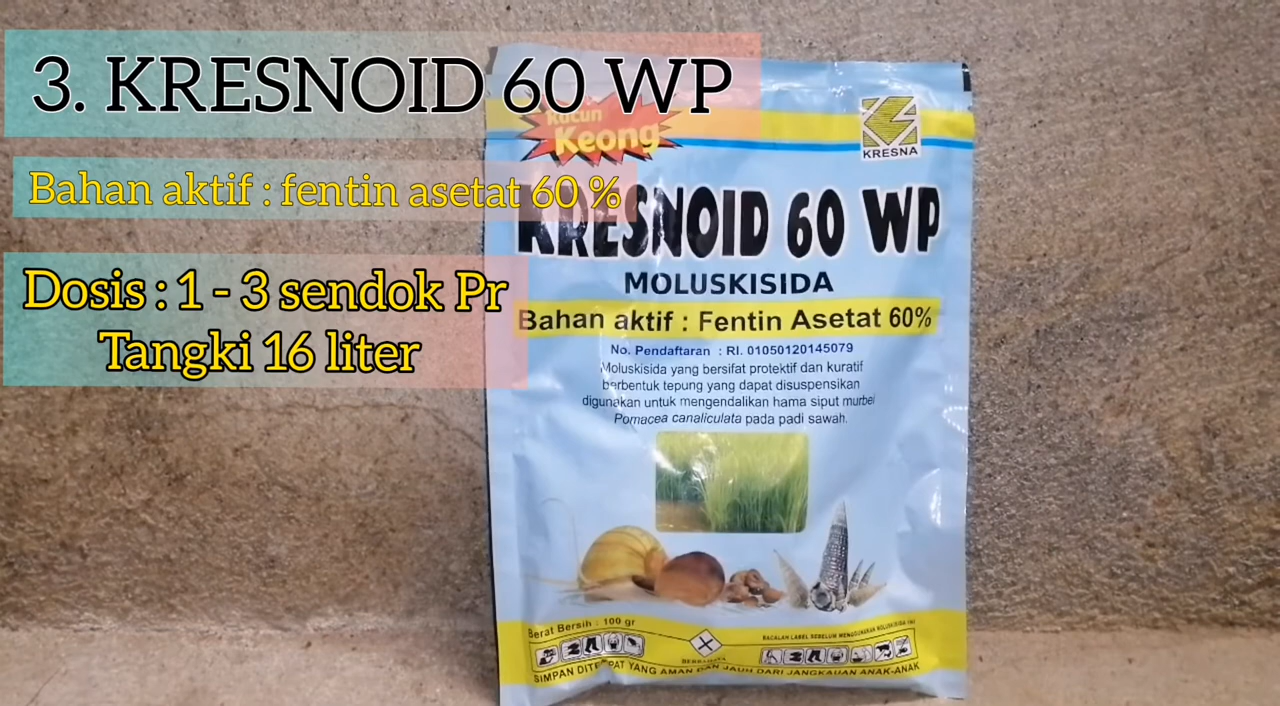 3. KRESNOID 60 WP
Bahan aktif : fentin asetat 60 %
Dosis : 1 - 3 sendok Pr
Tangki 16 liter
Racun
Keong
KRESNA
KRESNOID 60 WP
MOLUSKISIDA
Bahan aktif : Fentin Asetat 60%
No. Pendaftaran : RI. 01050120145079
Moluskisida yang bersifat protektif dan kuratif
berbentuk tepung yang dapat disuspensikan
digunakan untuk mengendalikan hama siput murbei
Pomacea canaliculata pada padi sawah.
Berat Bersih : 100 gr
BACALAH LABEL SEBELUM MENGGUNAKAN MOLUSKISIDA INI
BERBAHAYA
SIMPAN DITEMPAT YANG AMAN DAN JAUH DARI JANGKAUAN ANAK-ANAK